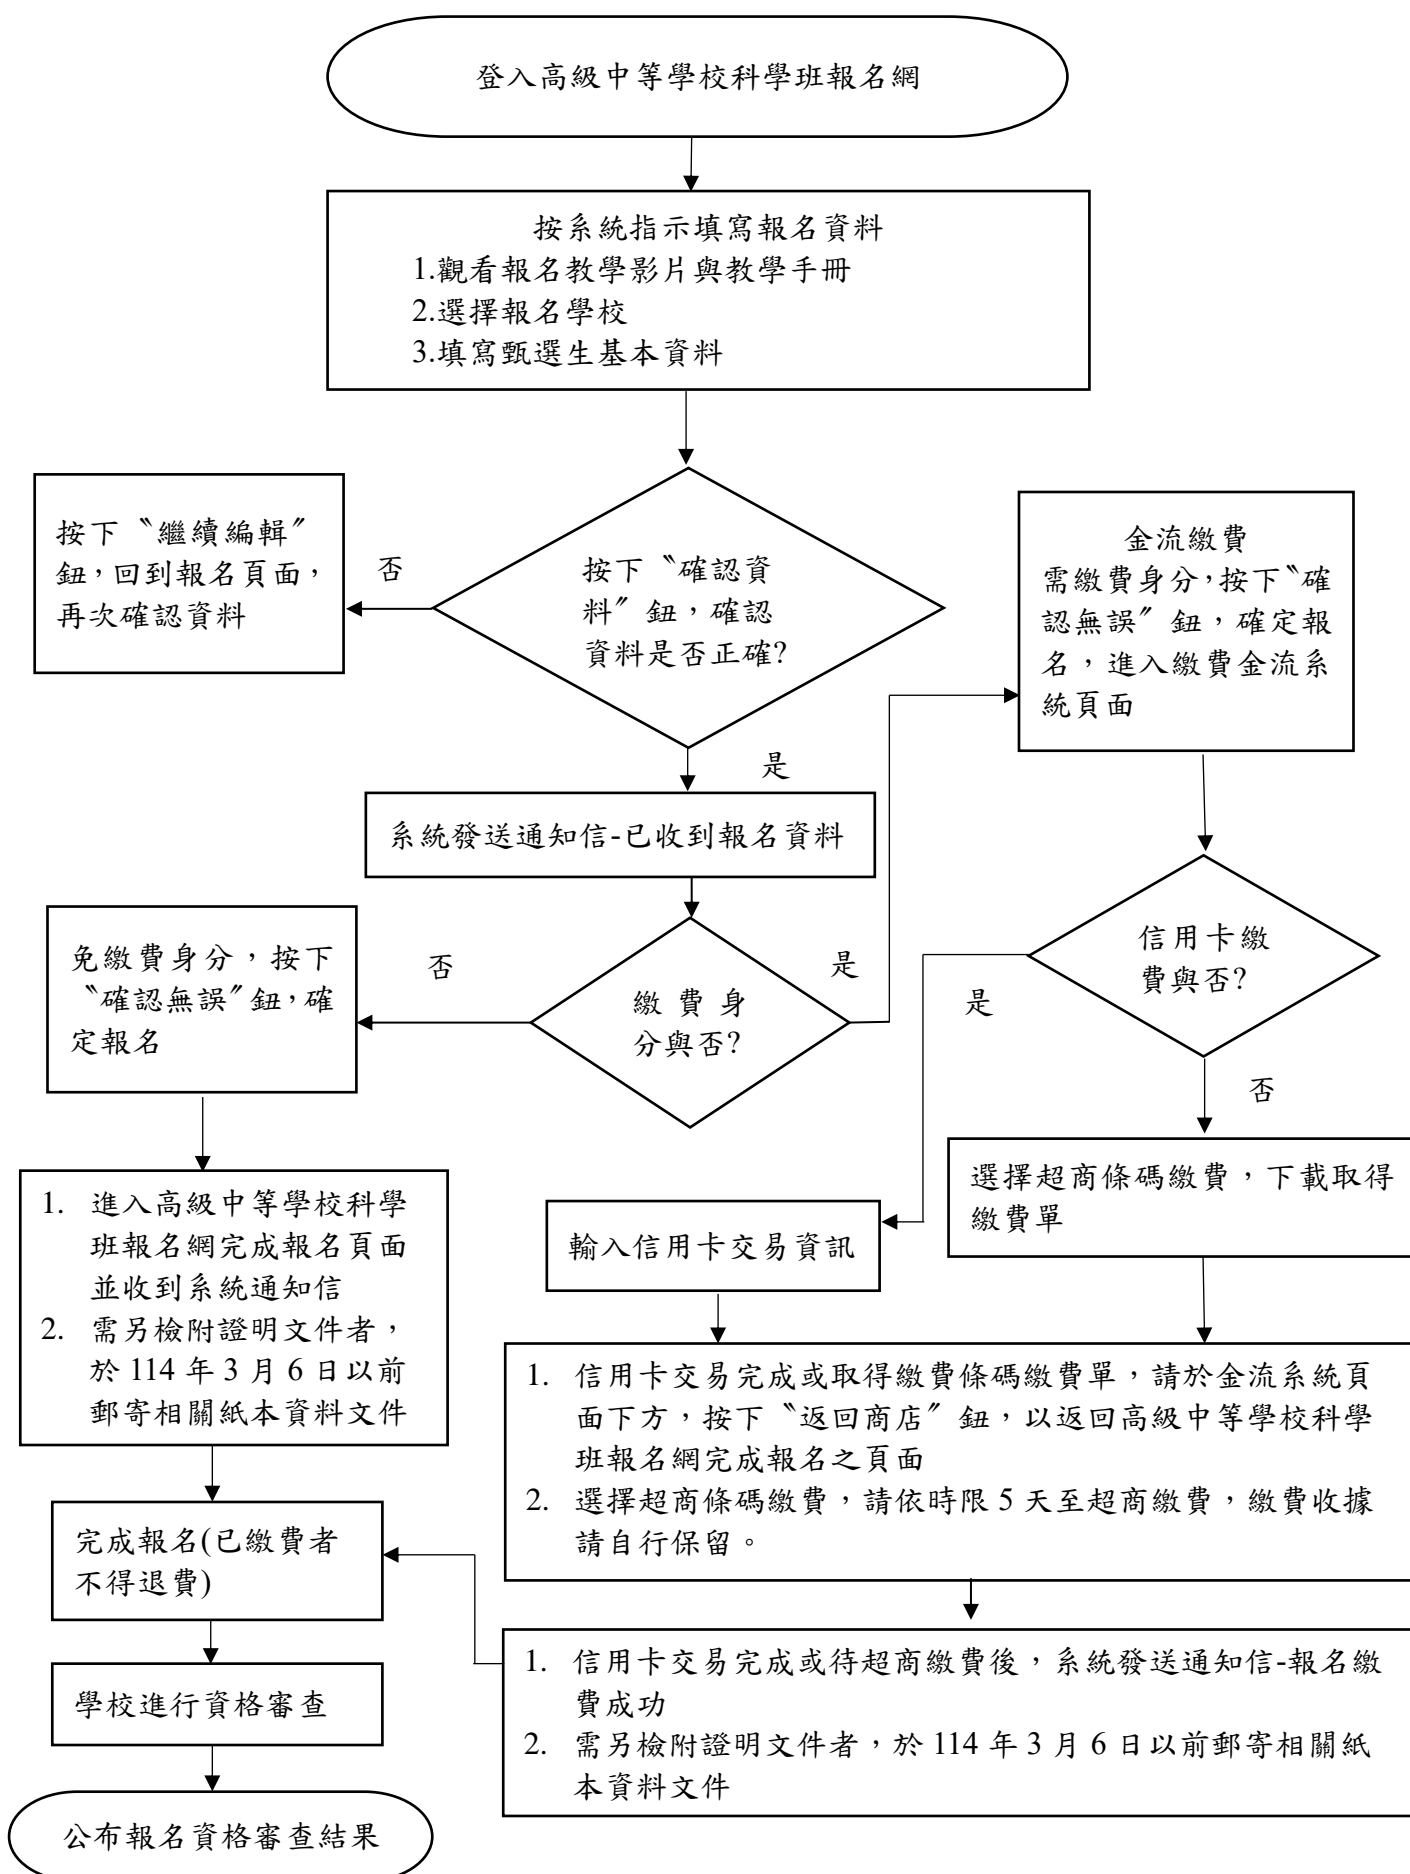 登入高級中等學校科學班報名網
按系統指示填寫報名資料
1.觀看報名教學影片與教學手冊
2.選擇報名學校
3.填寫甄選生基本資料
按下〝繼續編輯〞
鈕，回到報名頁面，
再次確認資料
否
按下〝確認資
料〞鈕，確認
資料是否正確?
金流繳費
需繳費身分，按下〝確
認無誤〞鈕，確定報
名，進入繳費金流系
統頁面
是
系統發送通知信-已收到報名資料
免繳費身分，按下
〝確認無誤〞鈕，確
定報名
否
繳費身
分與否?
是
信用卡繳
費與否?
是
否
選擇超商條碼繳費，下載取得
繳費單
輸入信用卡交易資訊
1. 進入高級中等學校科學
班報名網完成報名頁面
並收到系統通知信
2. 需另檢附證明文件者，
於 114 年 3 月 6 日以前
郵寄相關紙本資料文件
1. 信用卡交易完成或取得繳費條碼繳費單，請於金流系統頁
面下方，按下〝返回商店〞鈕，以返回高級中等學校科學
班報名網完成報名之頁面
2. 選擇超商條碼繳費，請依時限 5 天至超商繳費，繳費收據
請自行保留。
完成報名(已繳費者
不得退費)
1. 信用卡交易完成或待超商繳費後，系統發送通知信-報名繳
費成功
2. 需另檢附證明文件者，於 114 年 3 月 6 日以前郵寄相關紙
本資料文件
學校進行資格審查
公布報名資格審查結果